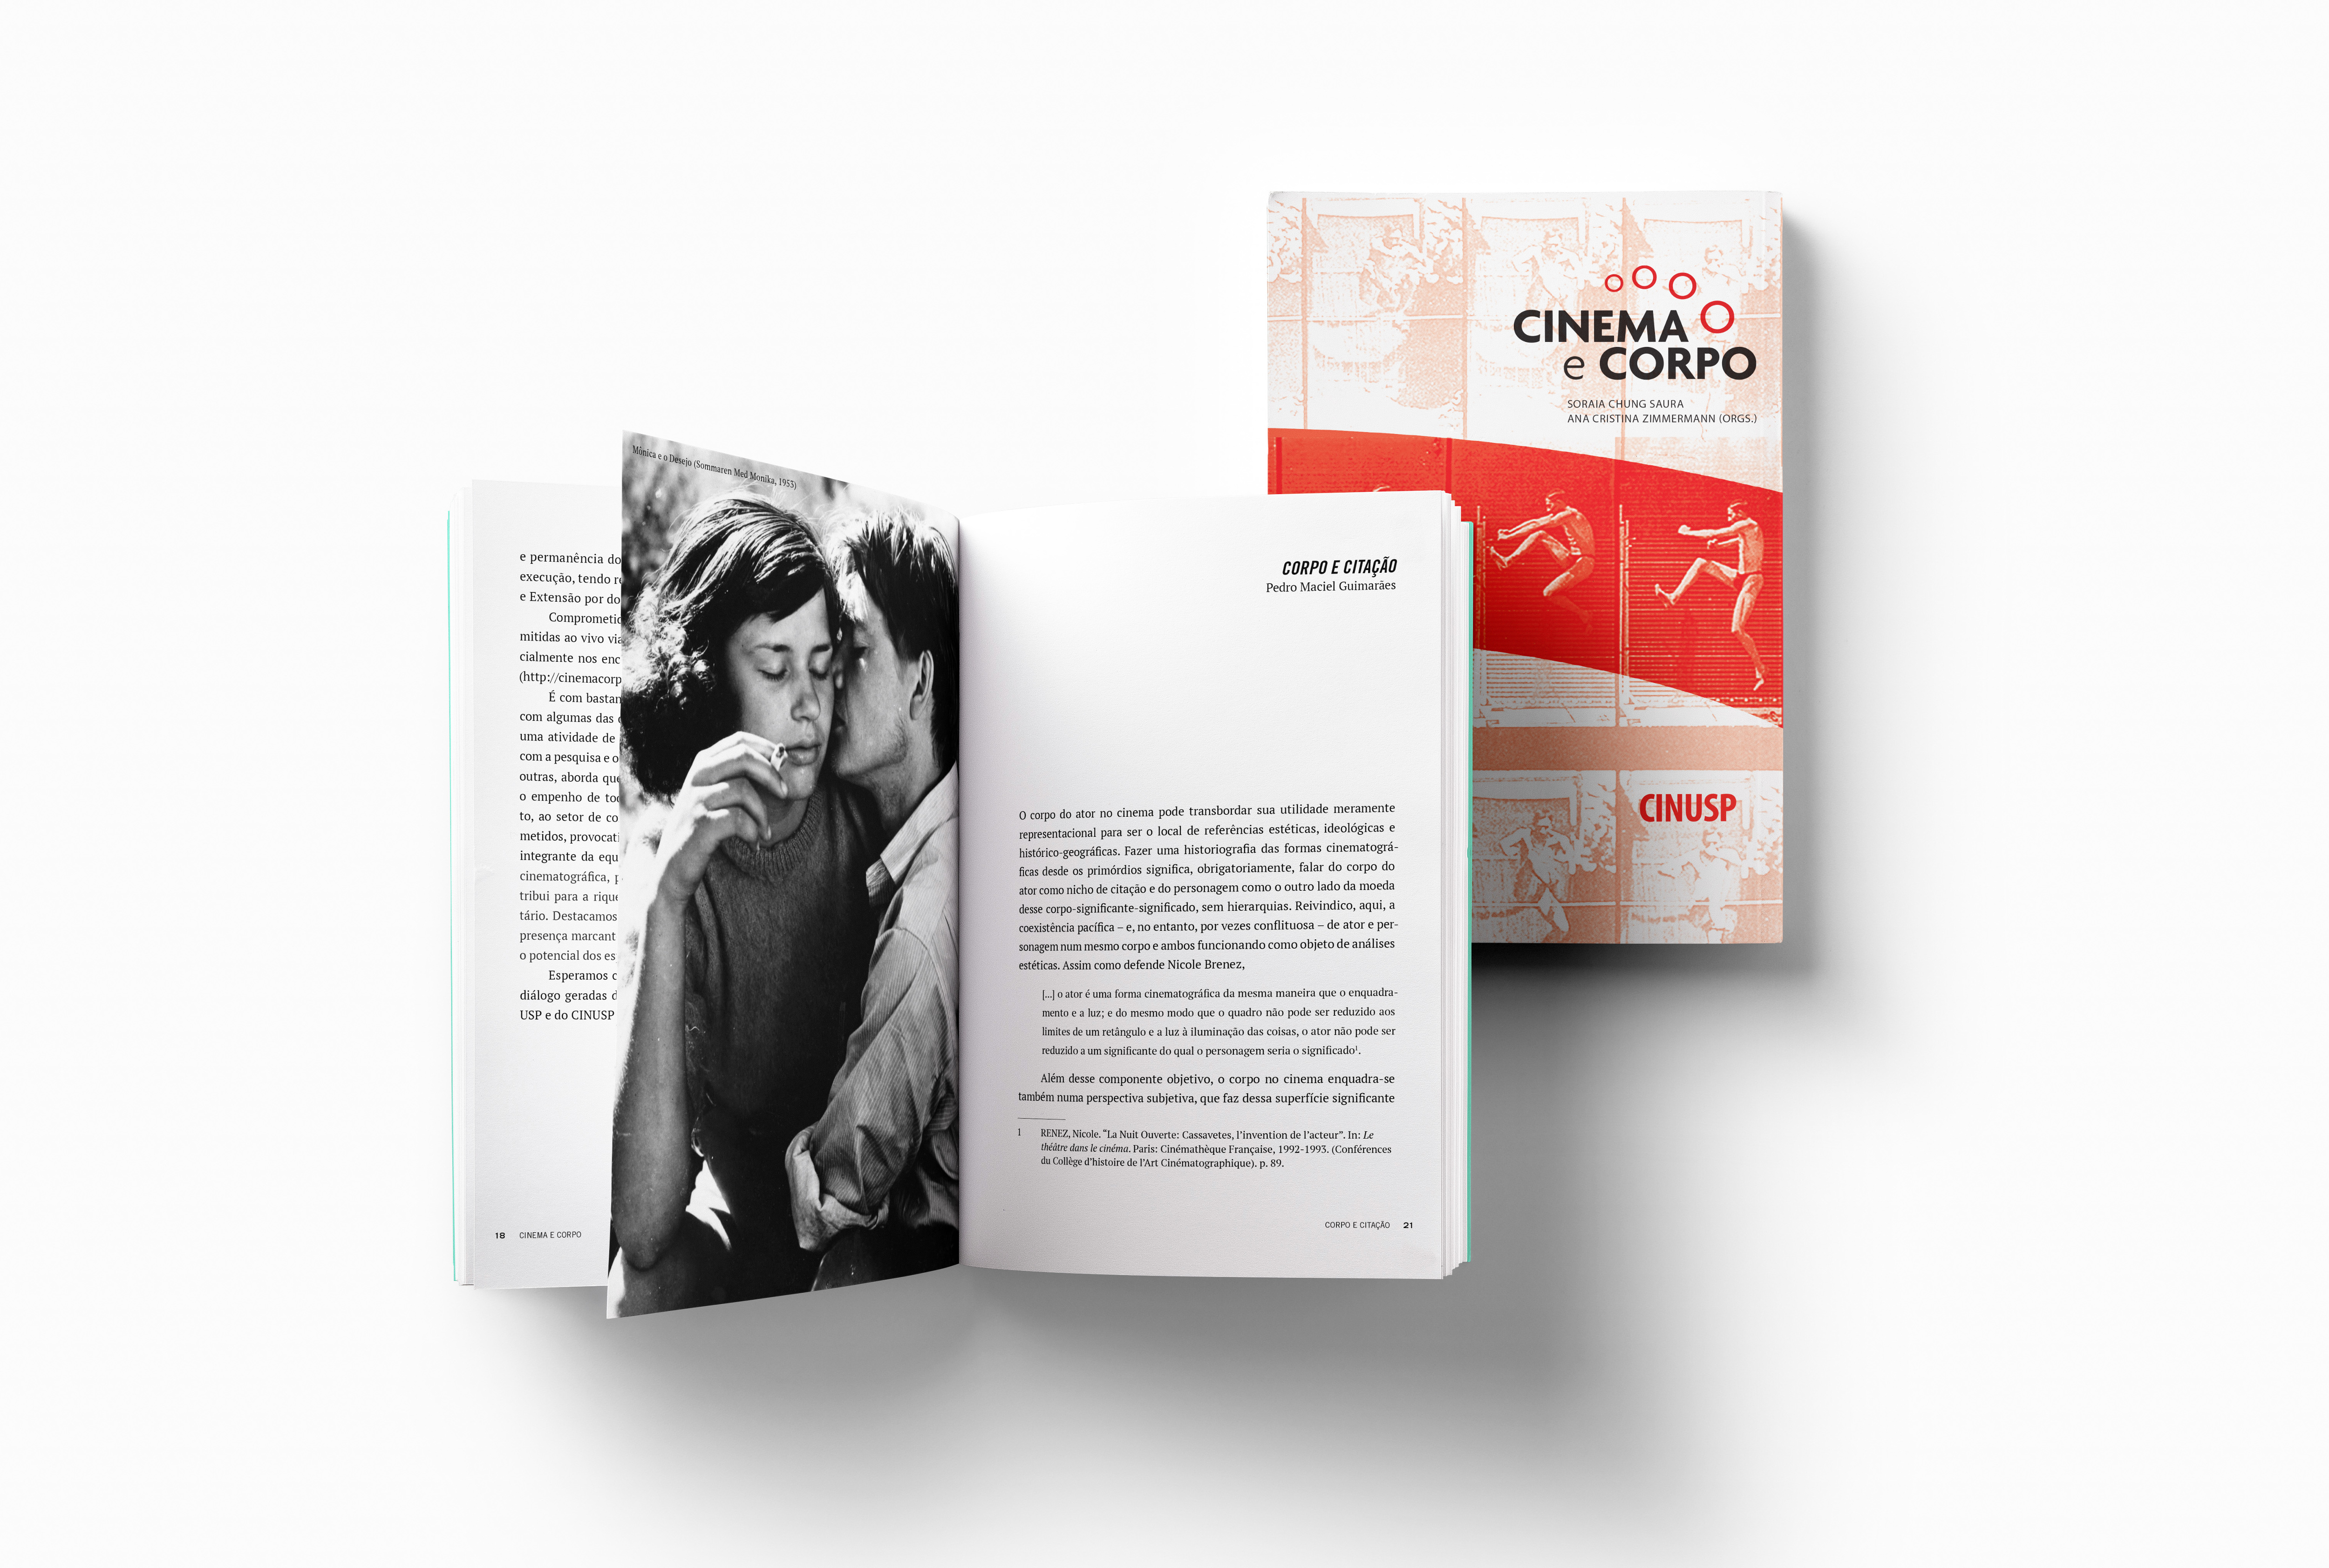 CINEMA
e CORPO
SORAIA CHUNG SAURA
ANA CRISTINA ZIMMERMANN (ORGS.)
CINUSP
e permanência do
execução, tendo
e Extensão por do
mitidas ao vivo via
cialmente nos
(http://cinemacorp
É com
com algumas das
uma atividade de
com a pesquisa e o
outras, aborda que
o empenho de
to, ao setor de co
metidos,
integrante da equ
cinematográfica,
tribui para a
tário. Destacamos
presença
o potencial dos es
Esperamos c
diálogo geradas d
USP e do CINUSP
18 CINEMA E CORPO
Mônica e o Desejo (Sommaren Med Monika, 1953)
CORPO E CITAÇÃO
Pedro Maciel Guimarães
O corpo do ator no cinema pode transbordar sua utilidade meramente
representacional para ser o local de referências estéticas, ideológicas e
histórico-geográficas. Fazer uma historiografia das formas cinematográ-
ficas desde os primórdios significa, obrigatoriamente, falar do corpo do
ator como nicho de citação e do personagem como o outro lado da moeda
desse corpo-significante-significado, sem hierarquias. Reivindico, aqui, a
coexistência pacífica – e, no entanto, por vezes conflituosa – de ator e per-
sonagem num mesmo corpo e ambos funcionando como objeto de análises
estéticas. Assim como defende Nicole Brenez,
[...] o ator é uma forma cinematográfica da mesma maneira que o enquadra-
mento e a luz; e do mesmo modo que o quadro não pode ser reduzido aos
limites de um retângulo e a luz à iluminação das coisas, o ator não pode ser
reduzido a um significante do qual o personagem seria o significado¹.
Além desse componente objetivo, o corpo no cinema enquadra-se
também numa perspectiva subjetiva, que faz dessa superfície significante
1 RENEZ, Nicole. “La Nuit Ouverte: Cassavetes, l’invention de l’acteur”. In: Le
théâtre dans le cinéma. Paris: Cinémathèque Française, 1992-1993. (Conférences
du Collège d’histoire de l’Art Cinématographique). p. 89.
CORPO E CITAÇÃO 21